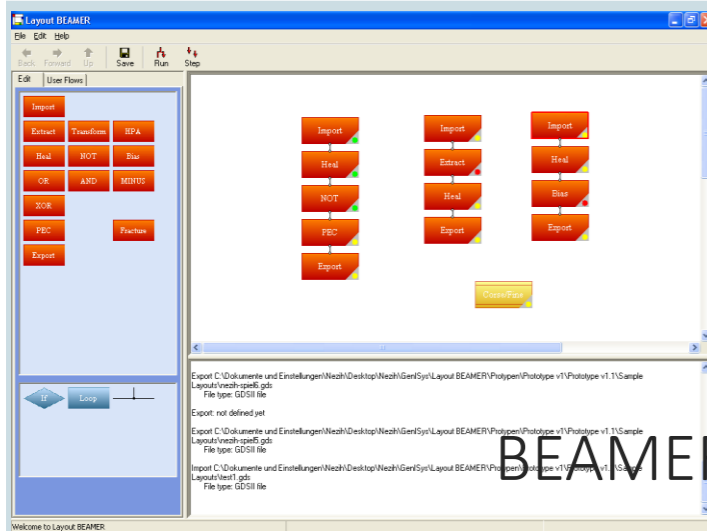 Layout BEAMER
File Edit Help
Back Forward Up Save Run Step
Edit User Flows
Import
Extract Transform HPA
Heal NOT Bias
OR AND MINUS
XOR
PEC Fracture
Export
If Loop
Import
Heal
NOT
PEC
Export
Import
Extract
Heal
Export
Import
Heal
Bias
Export
Corse/Fine
Export C:\Dokumente und Einstellungen\Nezih\Desktop\Nezih\GenISys\Layout BEAMER\Protypen\Prototype v1\Prototype v1.1\Sample
Layouts\nezih-spiel6.gds
File type: GDSII file
Export: not defined yet
Export C:\Dokumente und Einstellungen\Nezih\Desktop\Nezih\GenISys\Layout BEAMER\Protypen\Prototype v1\Prototype v1.1\Sample
Layouts\nezih-spiel5.gds
File type: GDSII file
Import C:\Dokumente und Einstellungen\Nezih\Desktop\Nezih\GenISys\Layout BEAMER\Protypen\Prototype v1\Prototype v1.1\Sample
Layouts\test1.gds
File type: GDSII file
BEAMER
Welcome to Layout BEAMER